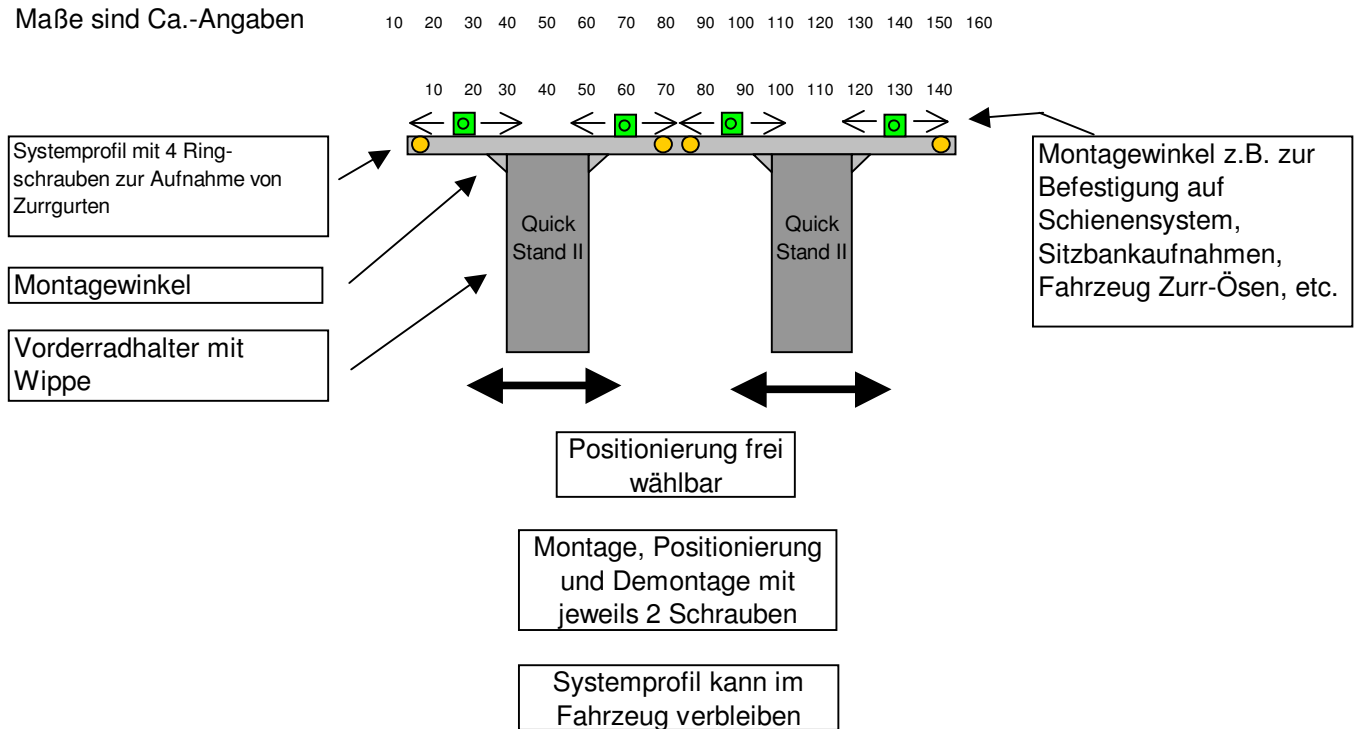 Maße sind Ca.-Angaben
10 20 30 40 50 60 70 80 90 100 110 120 130 140 150 160
10 20 30 40 50 60 70 80 90 100 110 120 130 140
Systemprofil mit 4 Ring-
schrauben zur Aufnahme von
Zurrgurten
Montagewinkel
Vorderradhalter mit
Wippe
Quick
Stand II
Quick
Stand II
Montagewinkel z.B. zur
Befestigung auf
Schienensystem,
Sitzbankaufnahmen,
Fahrzeug Zurr-Ösen, etc.
Positionierung frei
wählbar
Montage, Positionierung
und Demontage mit
jeweils 2 Schrauben
Systemprofil kann im
Fahrzeug verbleiben